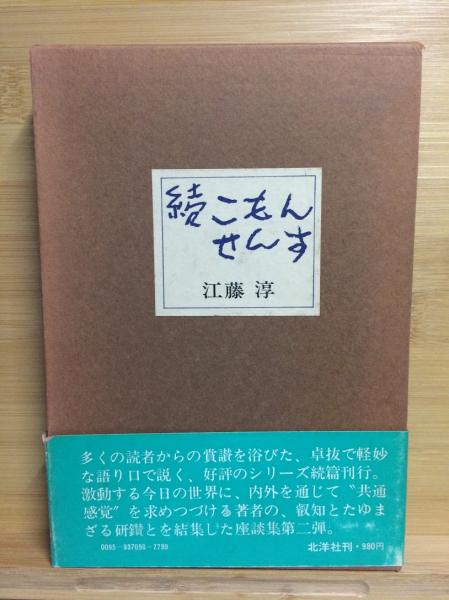 続こもん
せんす
江藤 淳
多くの読者からの賞讃を浴びた、卓抜で軽妙
な語り口で説く、好評のシリーズ続篇刊行。
激動する今日の世界に、内外を通じて〝共通
感覚〟を求めつづける著者の、叡知とたゆま
ざる研鑽とを結集した座談集第二弾。
0095-937050-7799 北洋社刊・980円